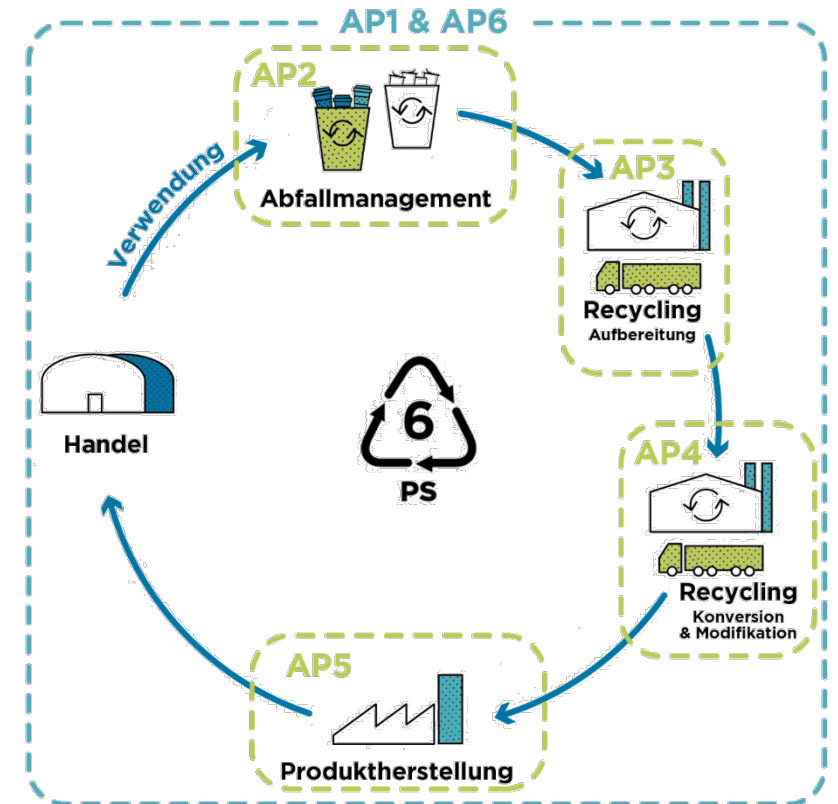 AP1 & AP6
AP2
Abfallmanagement
Verwendung
AP3
Recycling
Aufbereitung
Handel
6
PS
AP4
Recycling
Konversion
& Modifikation
AP5
Produktherstellung